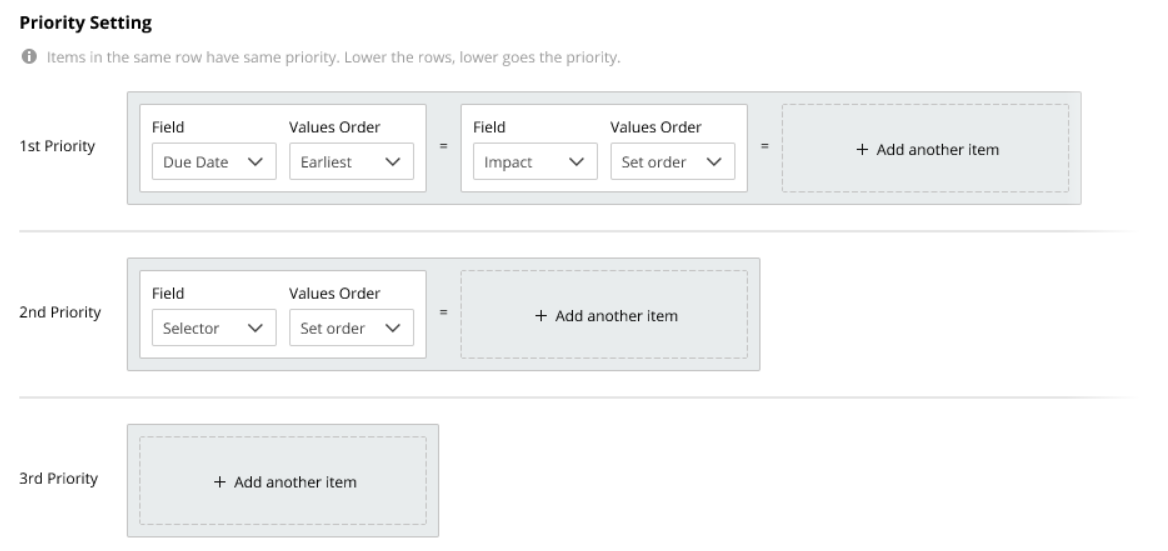 Priority Setting
Items in the same row have same priority. Lower the rows, lower goes the priority.
1st Priority
Field Values Order
Due Date Earliest
=
Field Values Order
Impact Set order
=
+ Add another item
2nd Priority
Field Values Order
Selector Set order
=
+ Add another item
3rd Priority
+ Add another item